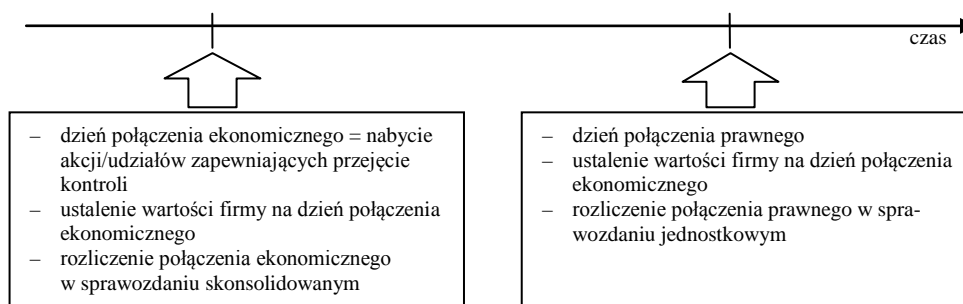 czas
– dzień połączenia ekonomicznego = nabycie
akcji/udziałów zapewniających przejęcie
kontroli
– ustalenie wartości firmy na dzień połączenia
ekonomicznego
– rozliczenie połączenia ekonomicznego
w sprawozdaniu skonsolidowanym
– dzień połączenia prawnego
– ustalenie wartości firmy na dzień połączenia
ekonomicznego
– rozliczenie połączenia prawnego w spra-
wozdaniu jednostkowym